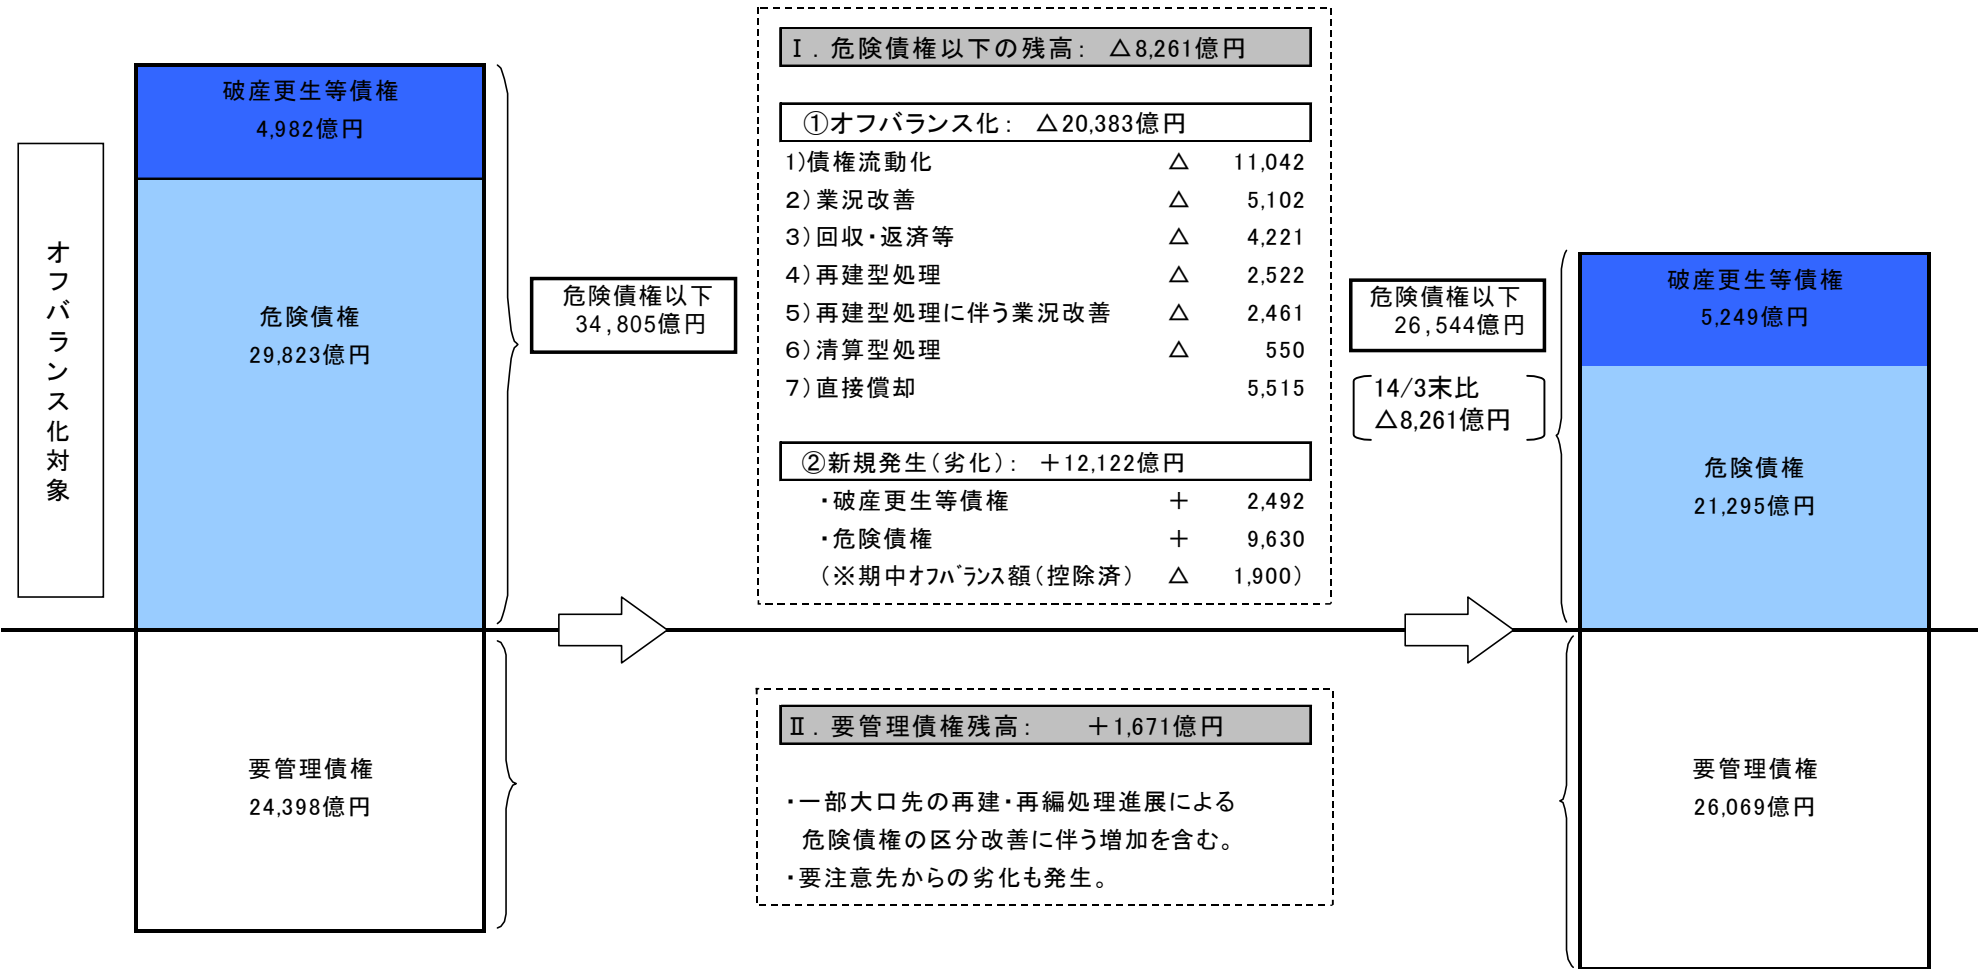 オフバランス化対象
破産更生等債権
4,982億円
危険債権
29,823億円
要管理債権
24,398億円
危険債権以下
34,805億円
Ⅰ.危険債権以下の残高: △8,261億円
①オフバランス化: △20,383億円
1)債権流動化 △ 11,042
2)業況改善 △ 5,102
3)回収・返済等 △ 4,221
4)再建型処理 △ 2,522
5)再建型処理に伴う業況改善 △ 2,461
6)清算型処理 △ 550
7)直接償却 5,515
②新規発生(劣化): +12,122億円
・破産更生等債権 + 2,492
・危険債権 + 9,630
(※期中オフバランス額(控除済) △ 1,900)
Ⅱ.要管理債権残高: +1,671億円
・一部大口先の再建・再編処理進展による
危険債権の区分改善に伴う増加を含む。
・要注意先からの劣化も発生。
危険債権以下
26,544億円
14/3末比
△8,261億円
破産更生等債権
5,249億円
危険債権
21,295億円
要管理債権
26,069億円